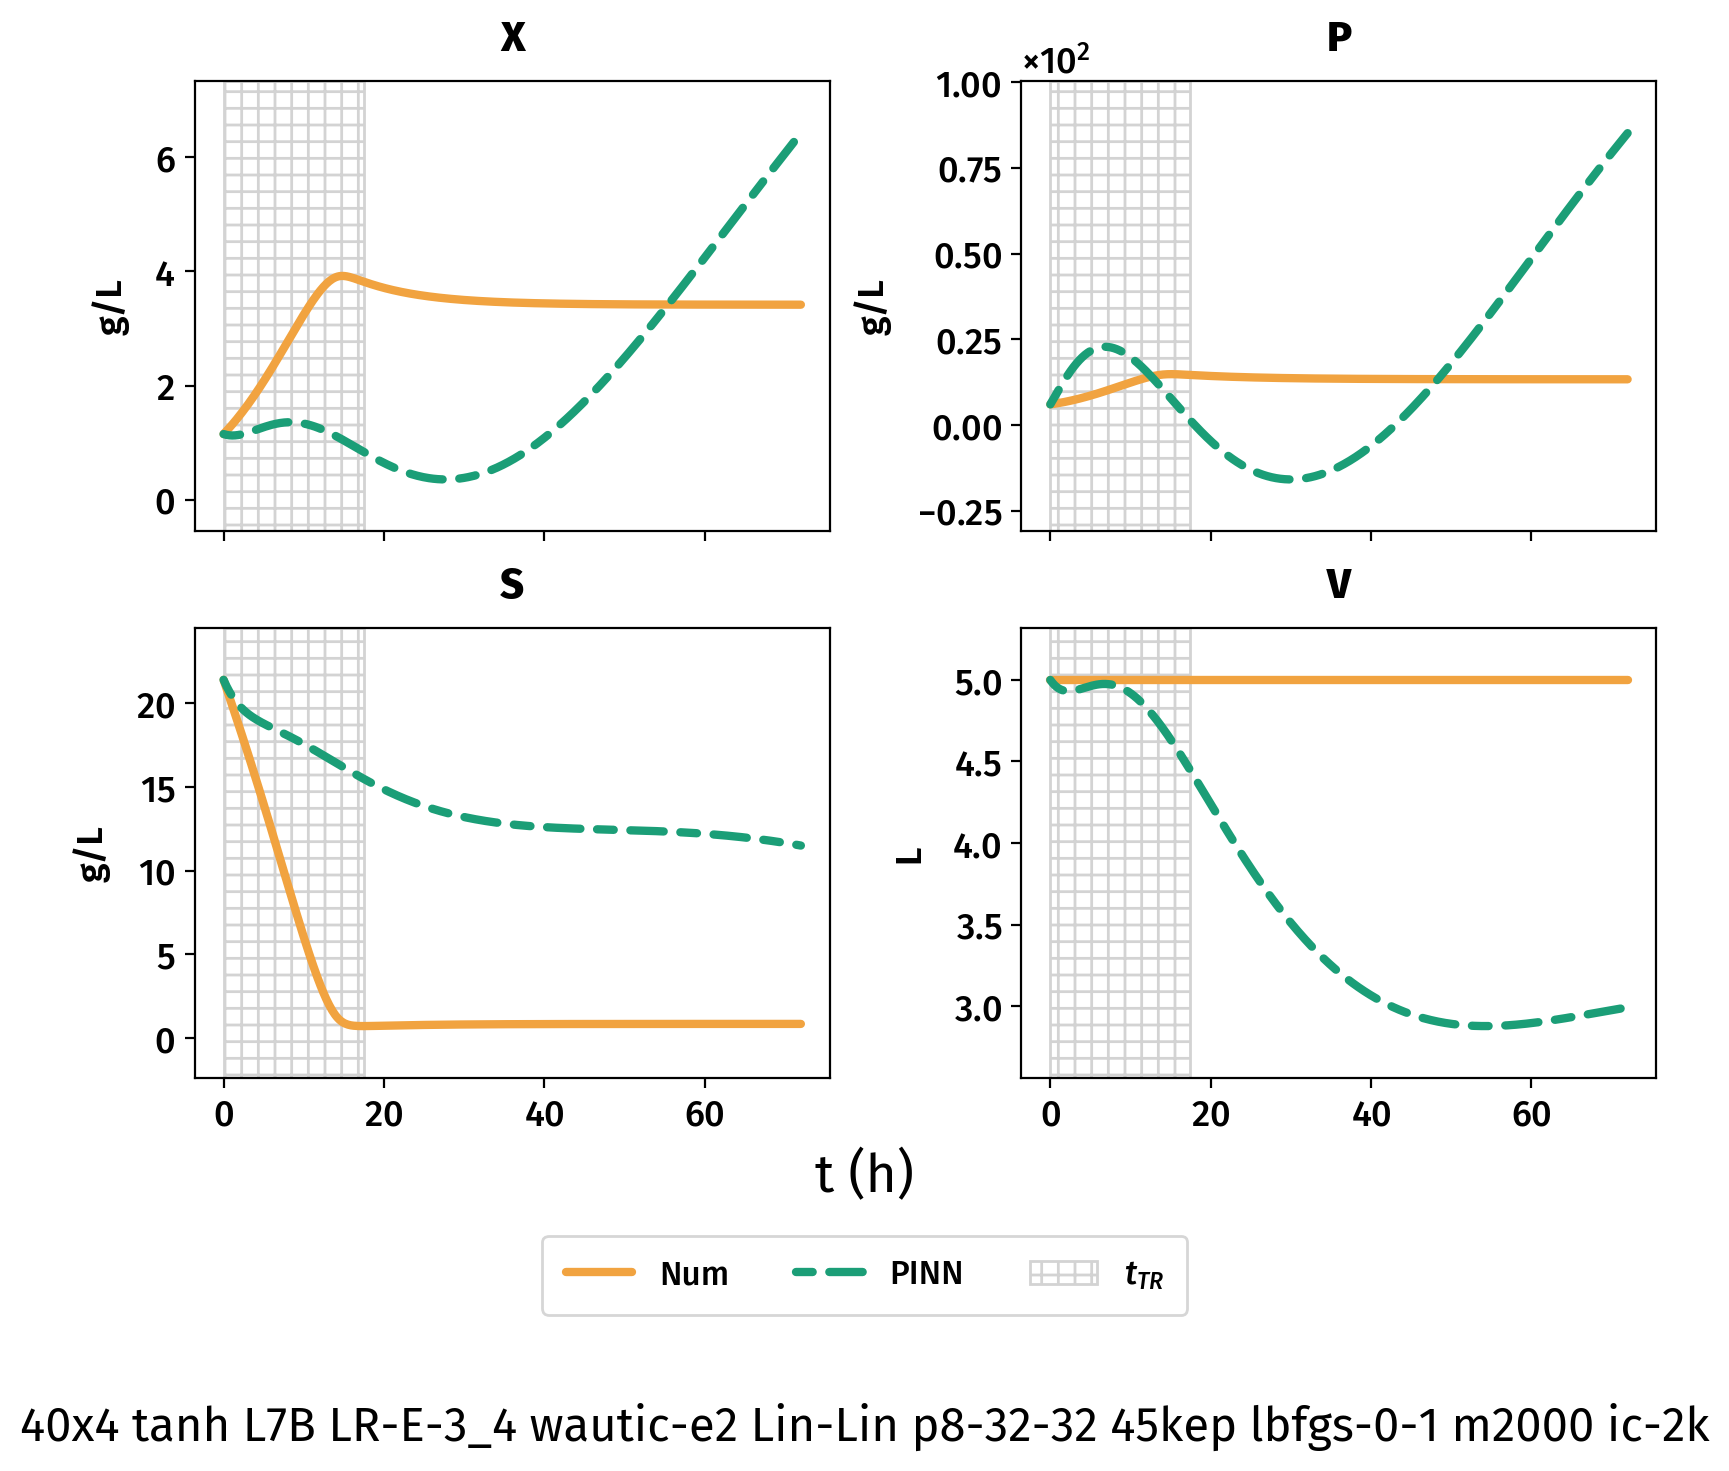 X
P
×10²
g/L
6
4
2
0
g/L
1.00
0.75
0.50
0.25
0.00
−0.25
S
V
g/L
20
15
10
5
0
L
5.0
4.5
4.0
3.5
3.0
0 20 40 60
0 20 40 60
t (h)
Num PINN t_TR
40x4 tanh L7B LR-E-3_4 wautic-e2 Lin-Lin p8-32-32 45kep lbfgs-0-1 m2000 ic-2k